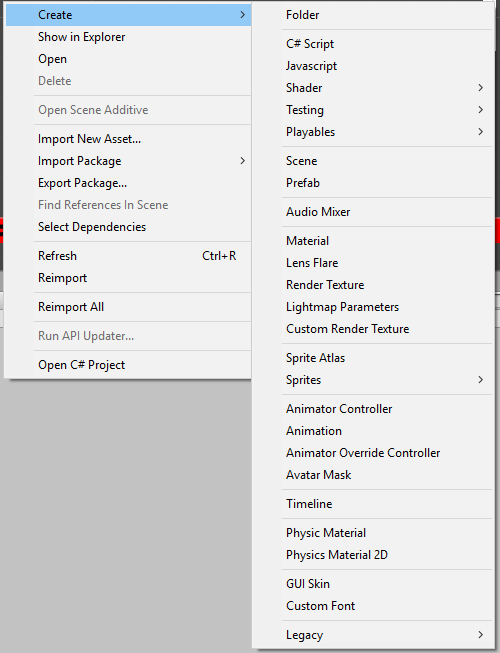 Create
Show in Explorer
Open
Delete
Open Scene Additive
Import New Asset...
Import Package
Export Package...
Find References In Scene
Select Dependencies
Refresh Ctrl+R
Reimport
Reimport All
Run API Updater...
Open C# Project
Folder
C# Script
Javascript
Shader
Testing
Playables
Scene
Prefab
Audio Mixer
Material
Lens Flare
Render Texture
Lightmap Parameters
Custom Render Texture
Sprite Atlas
Sprites
Animator Controller
Animation
Animator Override Controller
Avatar Mask
Timeline
Physic Material
Physics Material 2D
GUI Skin
Custom Font
Legacy